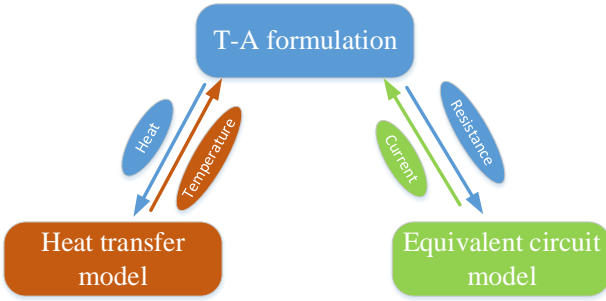 T-A formulation
Heat
Temperature
Current
Resistance
Heat transfer
model
Equivalent circuit
model